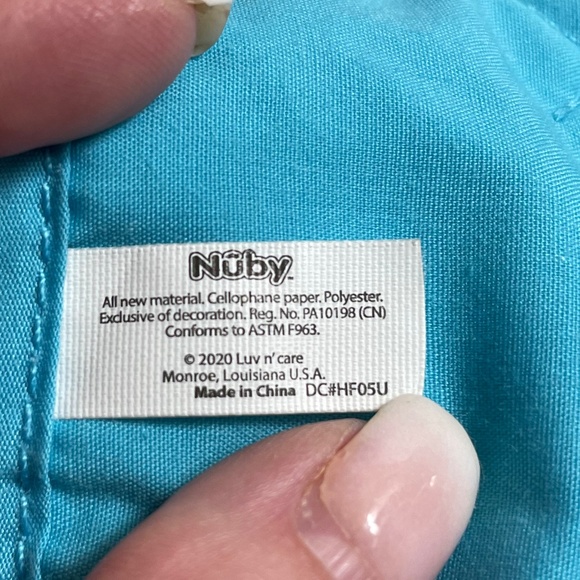 Nûby™
All new material. Cellophane paper. Polyester.
Exclusive of decoration. Reg. No. PA10198 (CN)
Conforms to ASTM F963.
© 2020 Luv n' care
Monroe, Louisiana U.S.A.
Made in China DC#HF05U